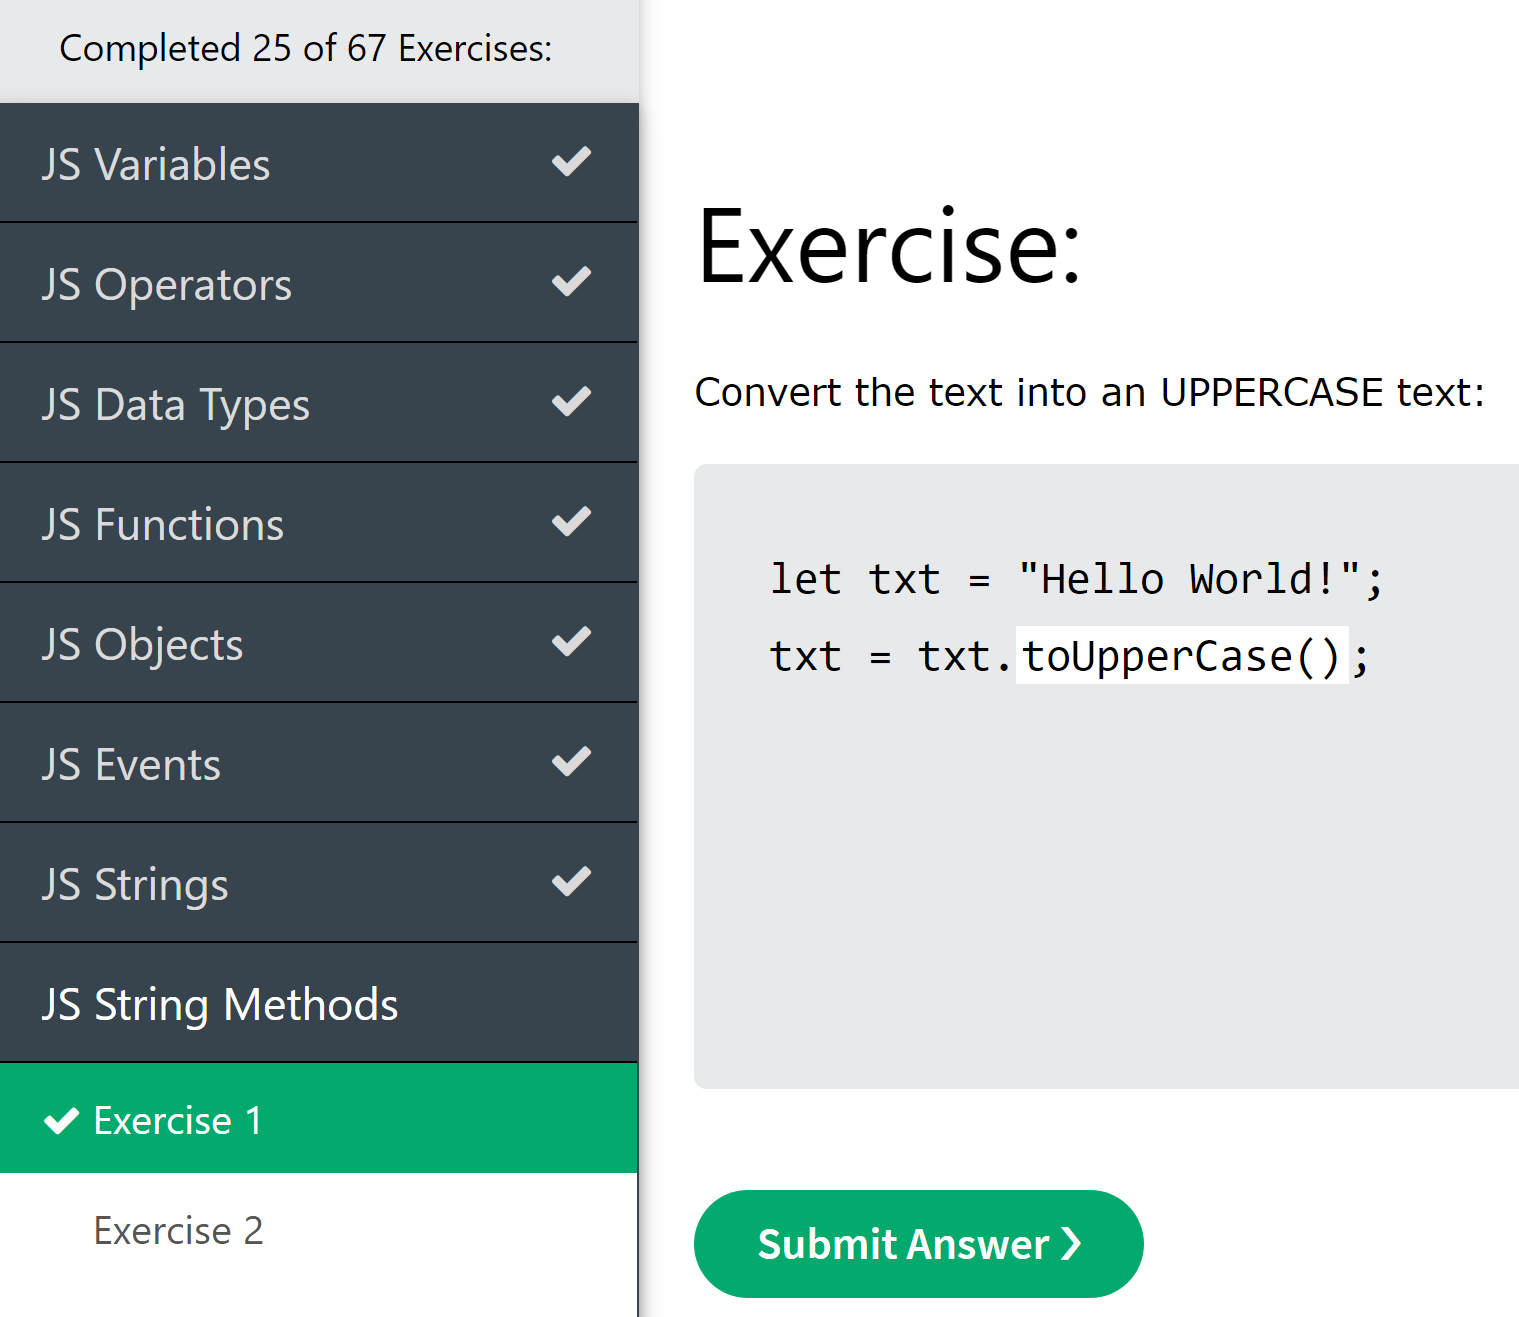 Completed 25 of 67 Exercises:
JS Variables
JS Operators
JS Data Types
JS Functions
JS Objects
JS Events
JS Strings
JS String Methods
Exercise 1
Exercise 2
Exercise:
Convert the text into an UPPERCASE text:
let txt = "Hello World!";
txt = txt.toUpperCase();
Submit Answer ❯